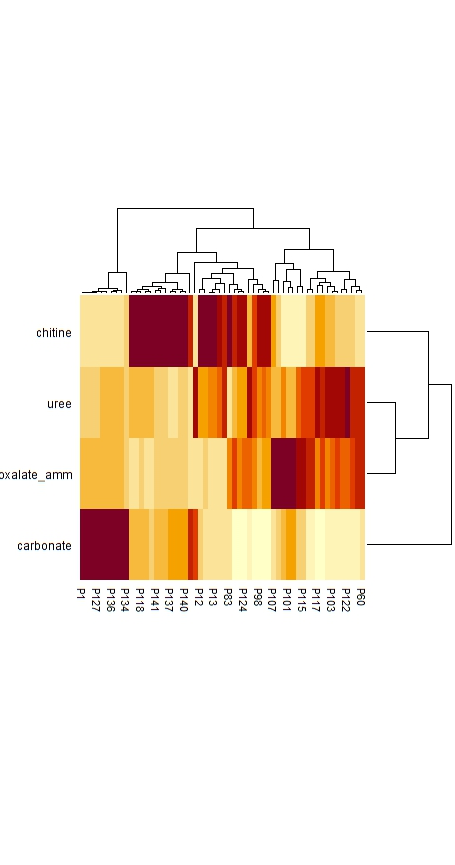 chitine
uree
oxalate_amm
carbonate
P1
P127
P136
P134
P118
P141
P137
P140
P12
P13
P83
P124
P98
P107
P101
P115
P117
P103
P122
P60